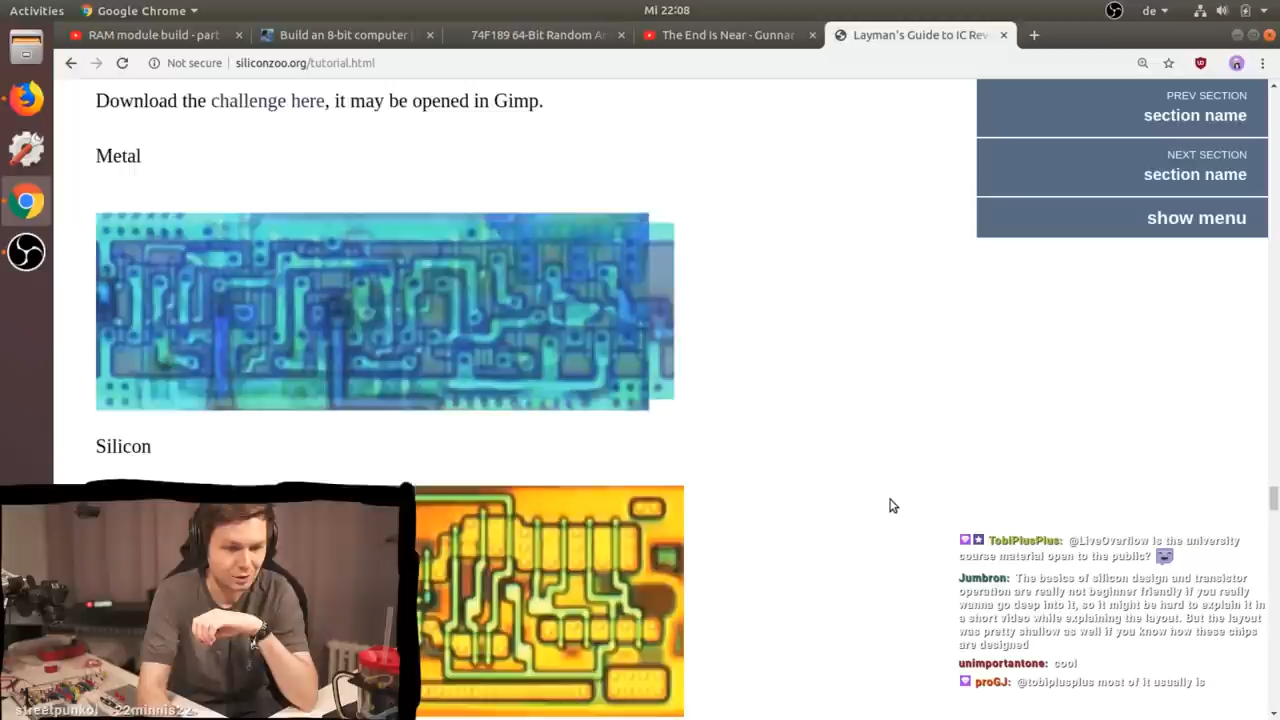 Activities Google Chrome Mi 22:08 de
RAM module build - part Build an 8-bit computer 74F189 64-Bit Random A The End is Near - Gunnar Layman's Guide to IC Rev
Not secure siliconzoo.org/tutorial.html
Download the challenge here, it may be opened in Gimp.
PREV SECTION
section name
NEXT SECTION
section name
show menu
Metal
Silicon
TobiPlusPlus: @LiveOverflow is the university
course material open to the public?
Jumbron: The basics of silicon design and transistor
operation are really not beginner friendly if you really
wanna go deep into it, so it might be hard to explain it in
a short video while explaining the layout. But the layout
was pretty shallow as well if you know how these chips
are designed
unimportantone: cool
proGJ: @tobiplusplus most of it usually is
streetpunkol 22minnis22